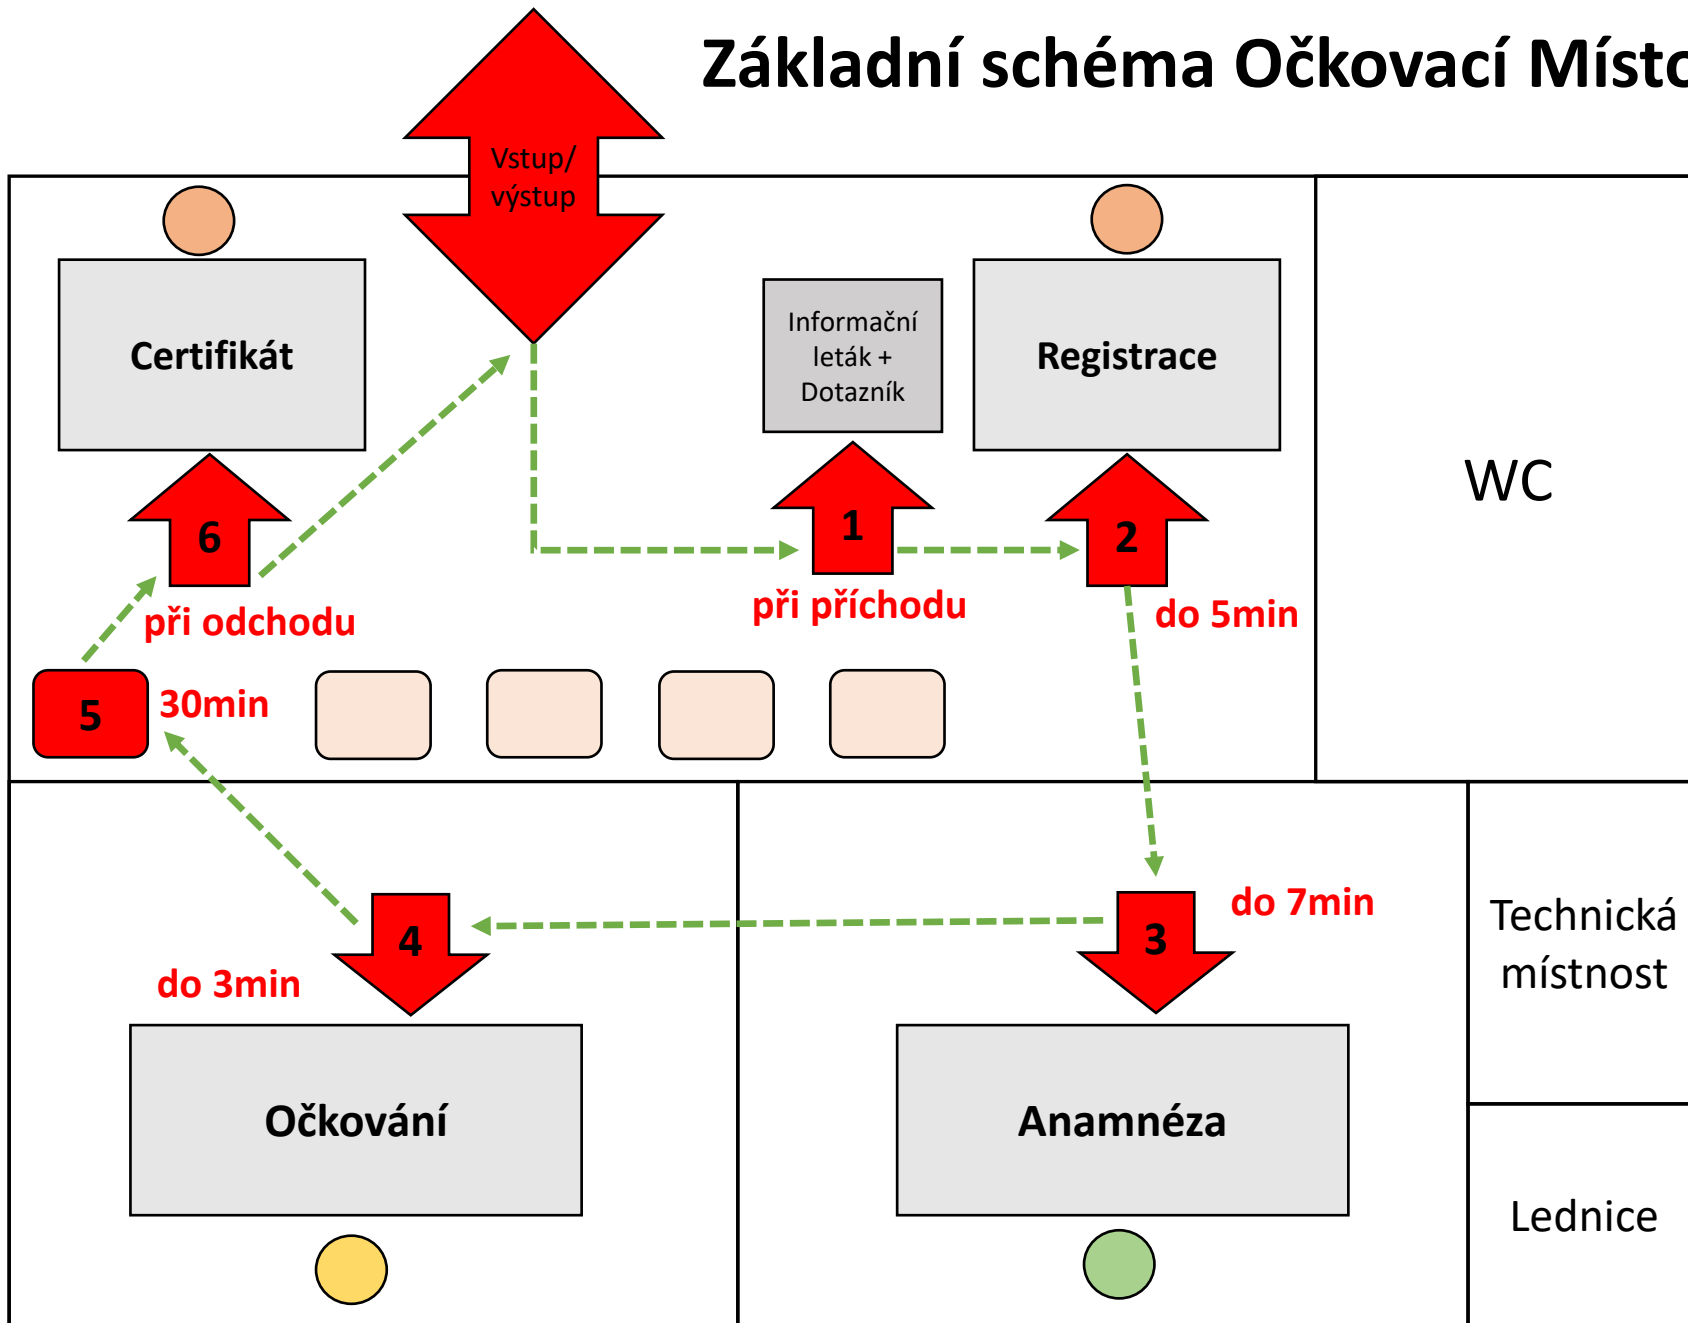 Základní schéma Očkovací Místo
Vstup/
výstup
Certifikát
Informační
leták +
Dotazník
Registrace
WC
6
1
2
při odchodu
při příchodu
do 5min
5
30min
4
do 3min
3
do 7min
Technická
místnost
Očkování
Anamnéza
Lednice